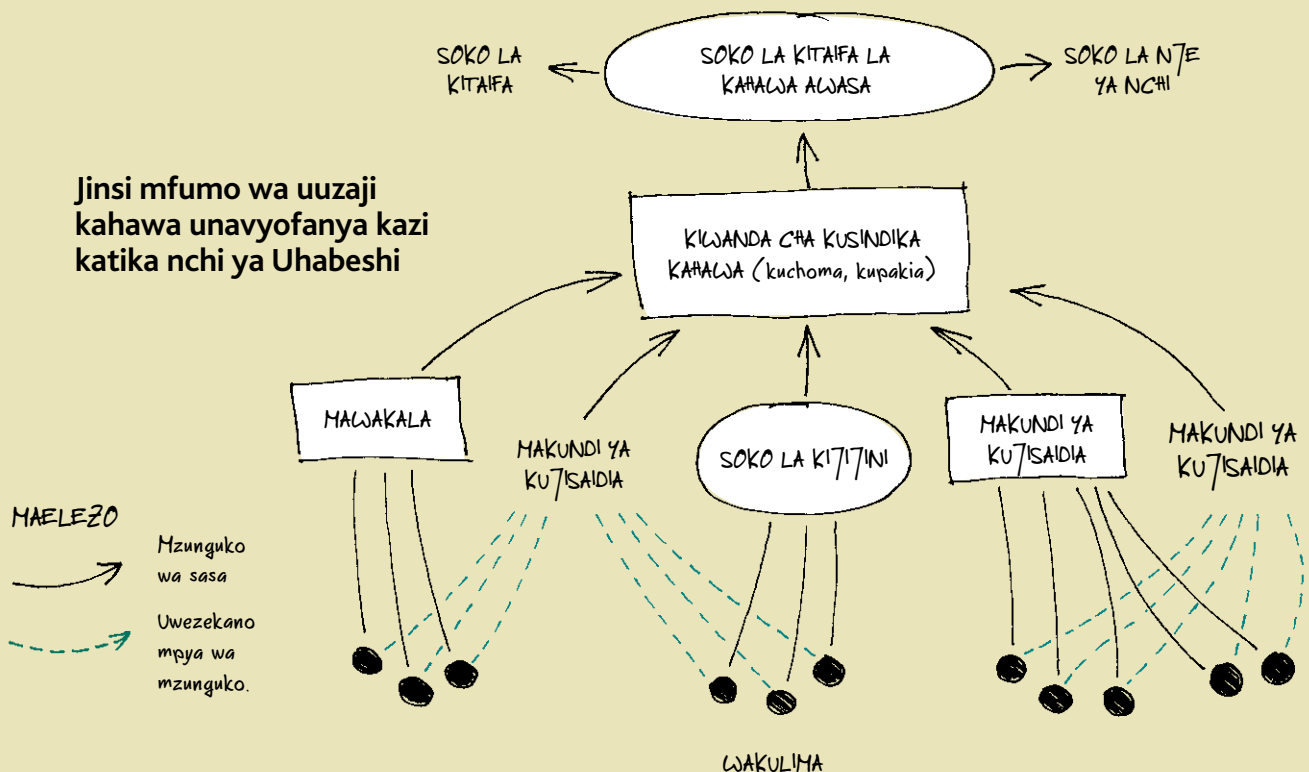 SOKO LA
KITAIFA
SOKO LA KITAIFA LA
KAHAWA AWASA
SOKO LA NJE
YA NCHI
Jinsi mfumo wa uuzaji
kahawa unavyofanya kazi
katika nchi ya Uhabeshi
KIWANDA CHA KUSINDIKA
KAHAWA (kuchoma, kupakia)
MAWAKALA
MAKUNDI YA
KUJISAIDIA
SOKO LA KIJIJINI
MAKUNDI YA
KUJISAIDIA
MAKUNDI YA
KUJISAIDIA
MAELEZO
Mzunguko
wa sasa
Uwezekano
mpya wa
mzunguko.
WAKULIMA